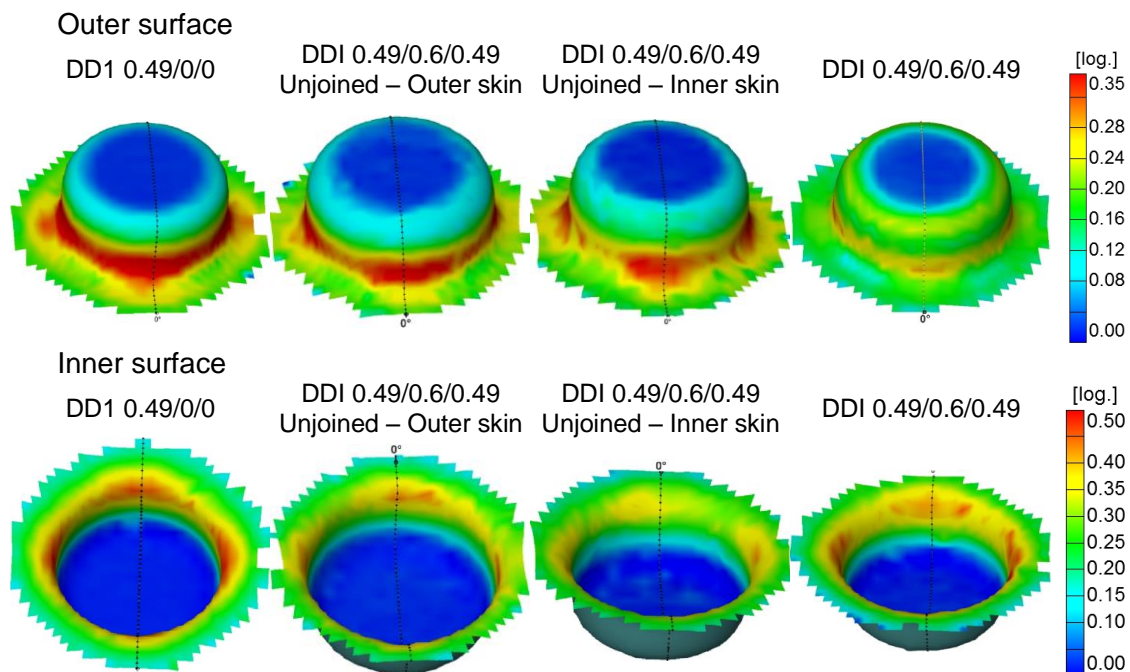 Outer surface
DD1 0.49/0/0
DDI 0.49/0.6/0.49
Unjoined – Outer skin
DDI 0.49/0.6/0.49
Unjoined – Inner skin
DDI 0.49/0.6/0.49
[log.]
0.35
0.28
0.24
0.20
0.16
0.12
0.08
0.00
0°
0°
0°
0°
Inner surface
DD1 0.49/0/0
DDI 0.49/0.6/0.49
Unjoined – Outer skin
DDI 0.49/0.6/0.49
Unjoined – Inner skin
DDI 0.49/0.6/0.49
[log.]
0.50
0.40
0.35
0.30
0.25
0.20
0.15
0.10
0.00
0°
0°